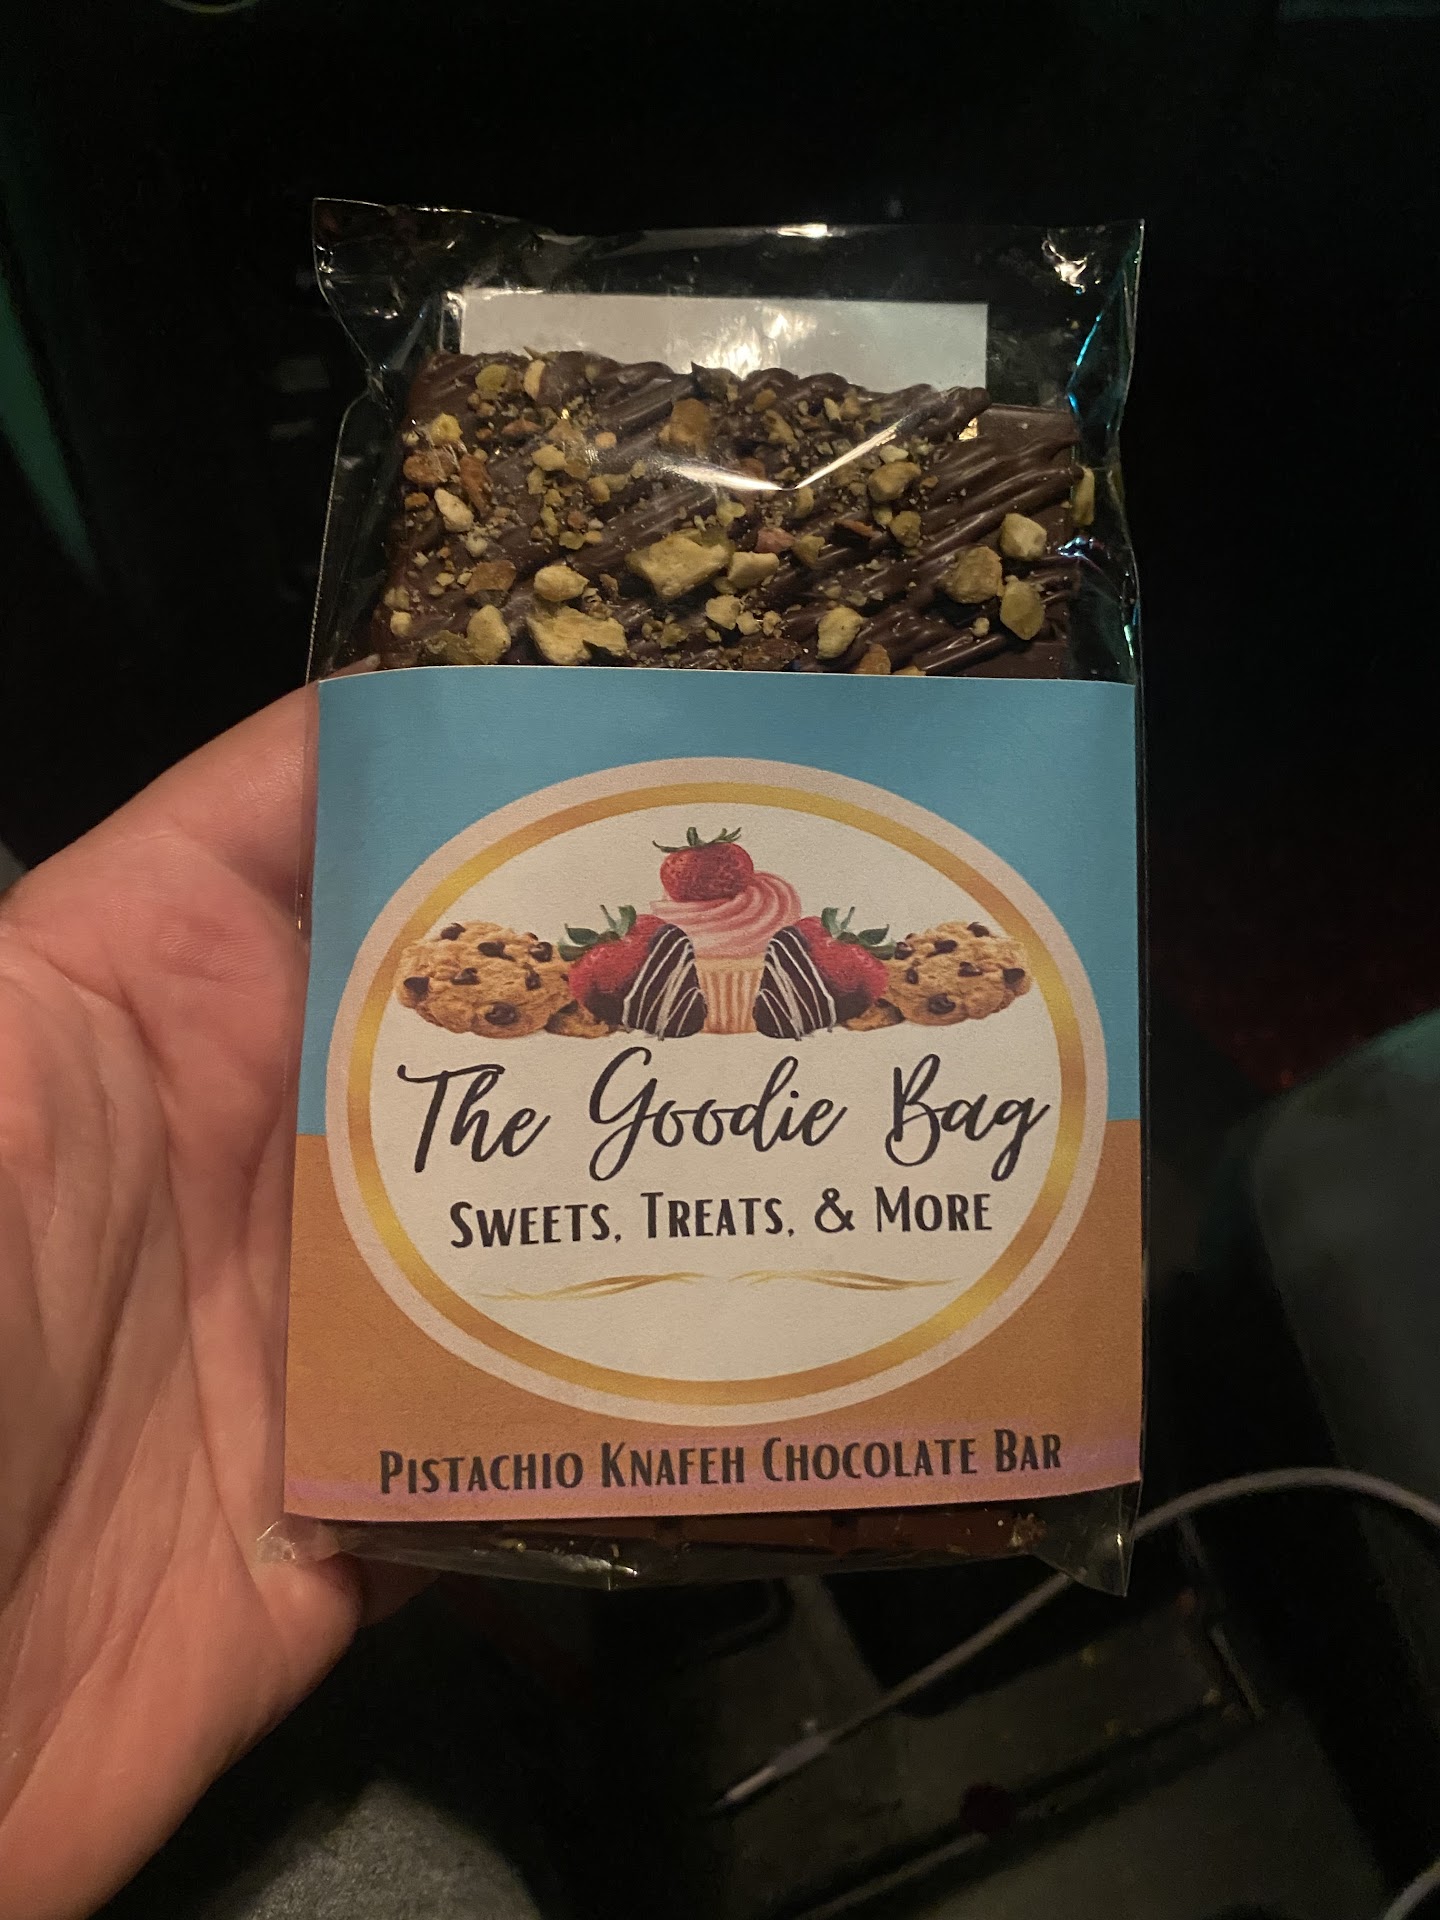 The Goodie Bag
Sweets, Treats, & More
Pistachio Knafeh Chocolate Bar